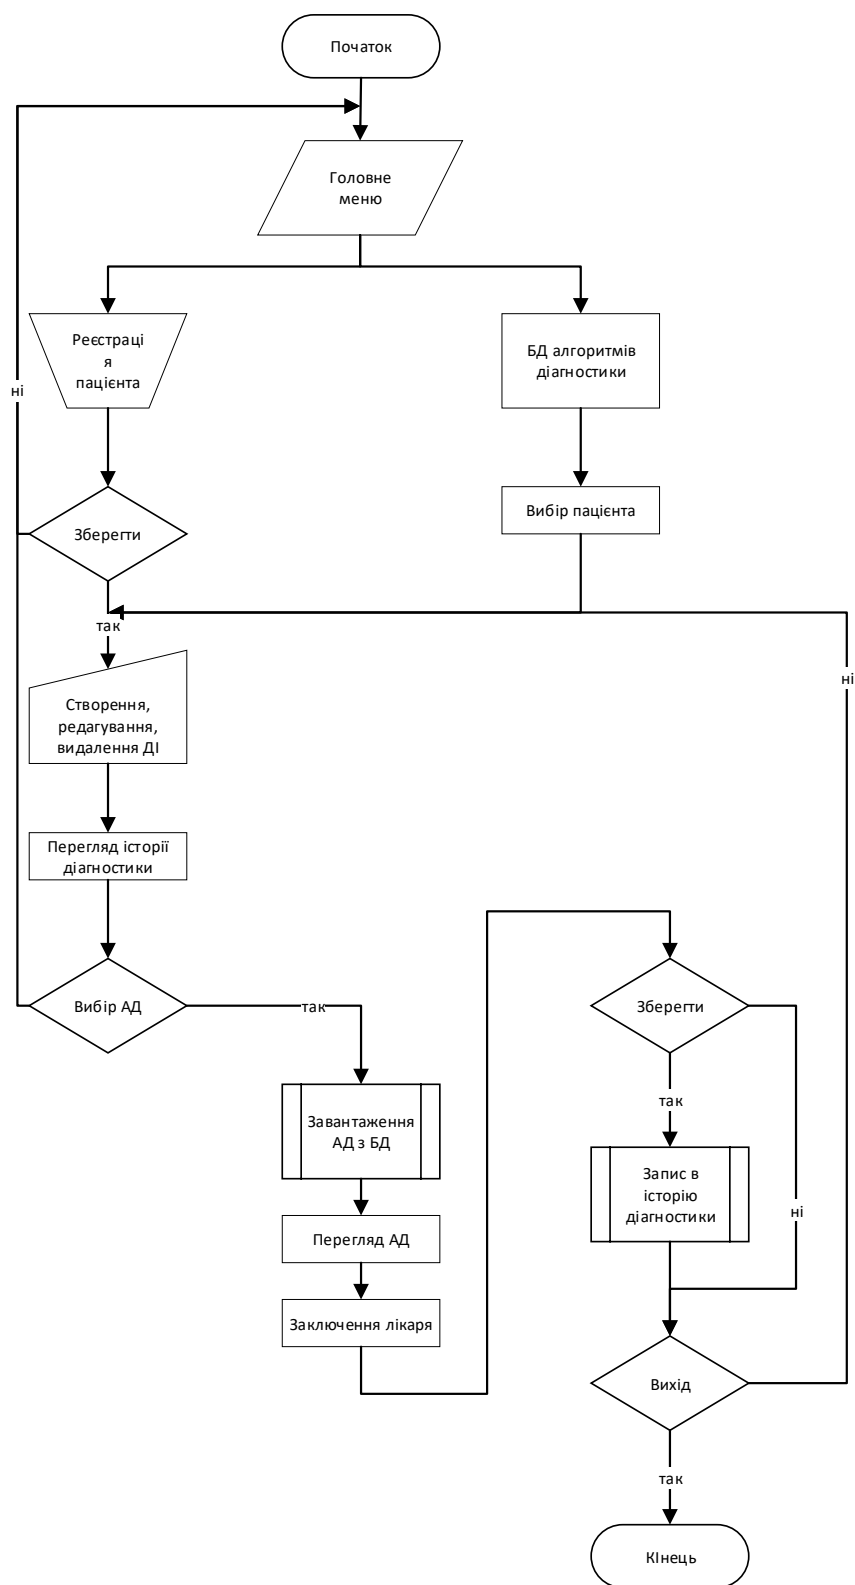 Початок
Головне
меню
Реєстраці
я
пацієнта
БД алгоритмів
діагностики
ні
Вибір пацієнта
Зберегти
так
ні
Створення,
редагування,
видалення ДІ
Перегляд історії
діагностики
Вибір АД
так
Зберегти
Завантаження
АД з БД
так
Запис в
історію
діагностики
ні
Перегляд АД
Заключення лікаря
Вихід
так
КІнець